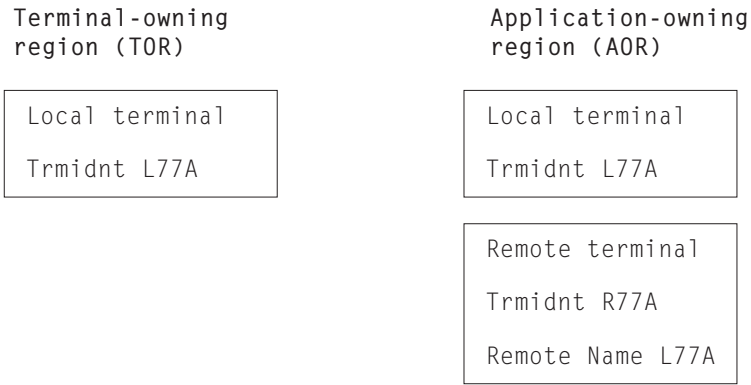 Terminal-owning
region (TOR)
Local terminal
Trmidnt L77A
Application-owning
region (AOR)
Local terminal
Trmidnt L77A
Remote terminal
Trmidnt R77A
Remote Name L77A